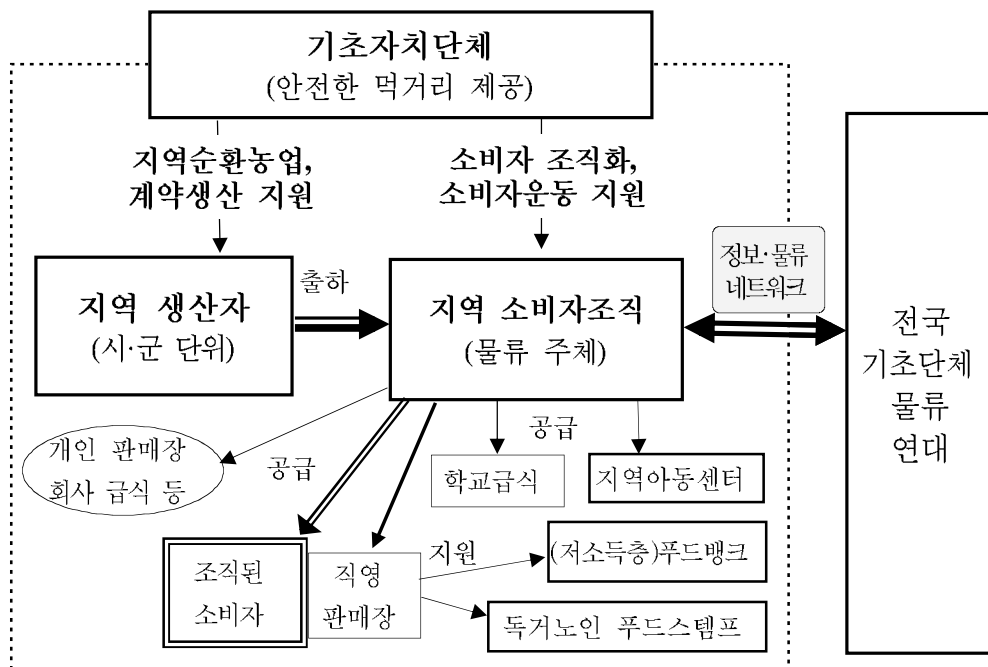 기초자치단체
(안전한 먹거리 제공)
지역순환농업,
계약생산 지원
소비자 조직화,
소비자운동 지원
정보·물류
네트워크
지역 생산자
(시·군 단위)
출하
지역 소비자조직
(물류 주체)
전국
기초단체
물류
연대
개인 판매장
회사 급식 등
공급
공급
학교급식
지역아동센터
조직된
소비자
직영
판매장
지원
(저소득층)푸드뱅크
독거노인 푸드스템프